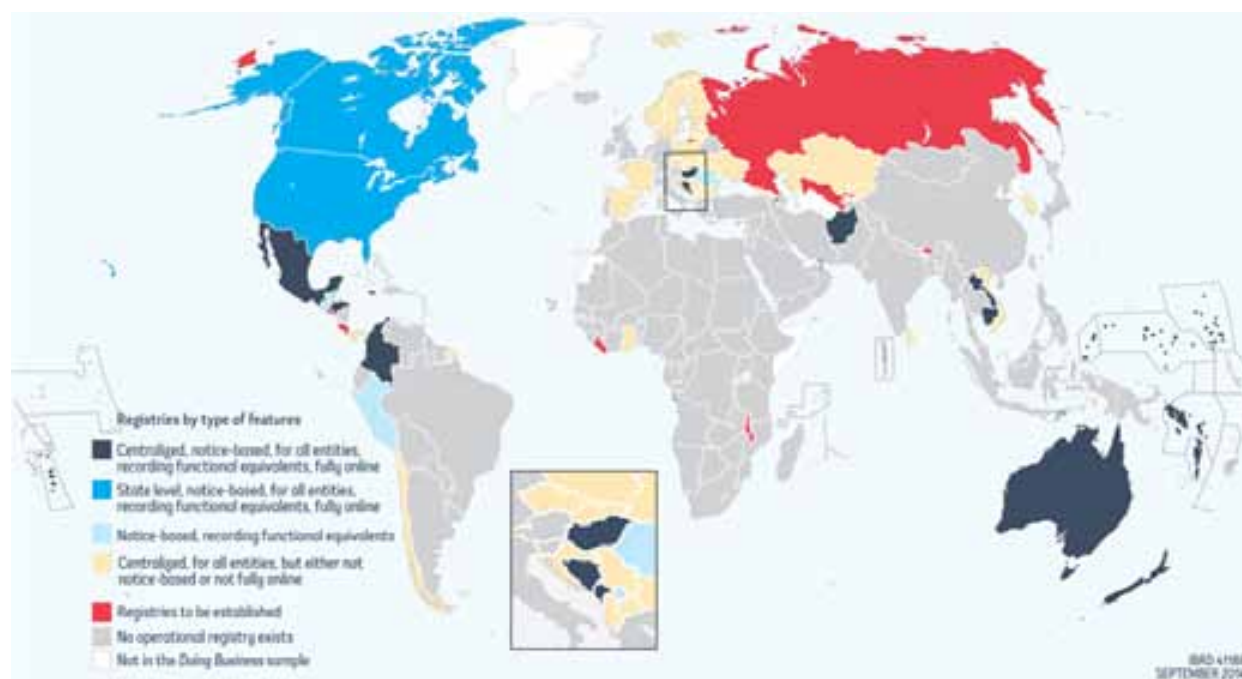 Registries by type of features
Centralized, notice-based, for all entities,
recording functional equivalents, fully online
State level, notice-based, for all entities,
recording functional equivalents, fully online
Notice-based, recording functional equivalents
Centralized, for all entities, but either not
notice-based or not fully online
Registries to be established
No operational registry exists
Not in the Doing Business sample
IBRD
SEPTEMBER